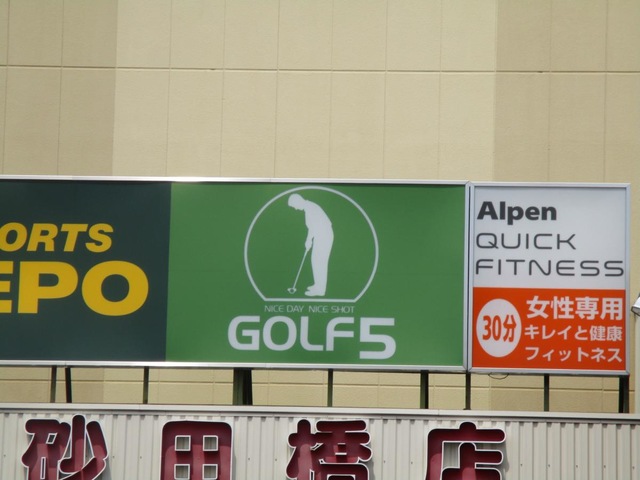 ORTS
EPO
NICE DAY NICE SHOT
GOLF5
Alpen
QUICK
FITNESS
30分
女性専用
キレイと健康
フィットネス
砂田橋店